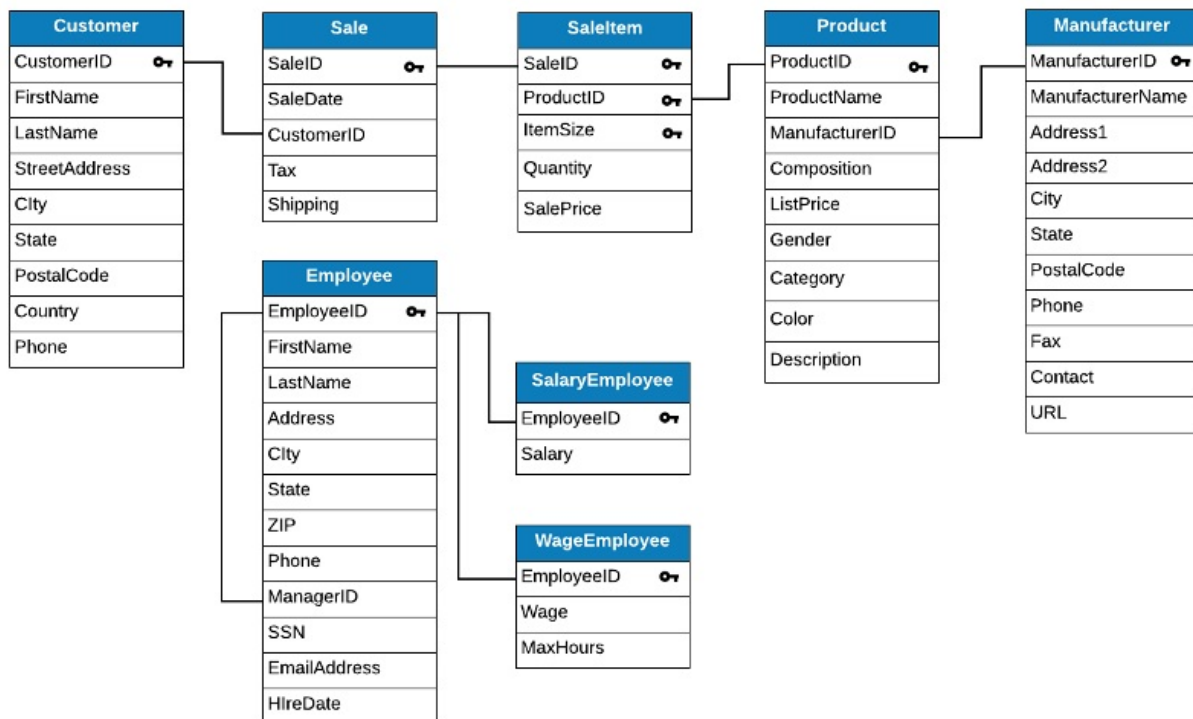 Customer
CustomerID
FirstName
LastName
StreetAddress
CIty
State
PostalCode
Country
Phone
Sale
SaleID
SaleDate
CustomerID
Tax
Shipping
SaleItem
SaleID
ProductID
ItemSize
Quantity
SalePrice
Product
ProductID
ProductName
ManufacturerID
Composition
ListPrice
Gender
Category
Color
Description
Manufacturer
ManufacturerID
ManufacturerName
Address1
Address2
City
State
PostalCode
Phone
Fax
Contact
URL
Employee
EmployeeID
FirstName
LastName
Address
CIty
State
ZIP
Phone
ManagerID
SSN
EmailAddress
HIreDate
SalaryEmployee
EmployeeID
Salary
WageEmployee
EmployeeID
Wage
MaxHours